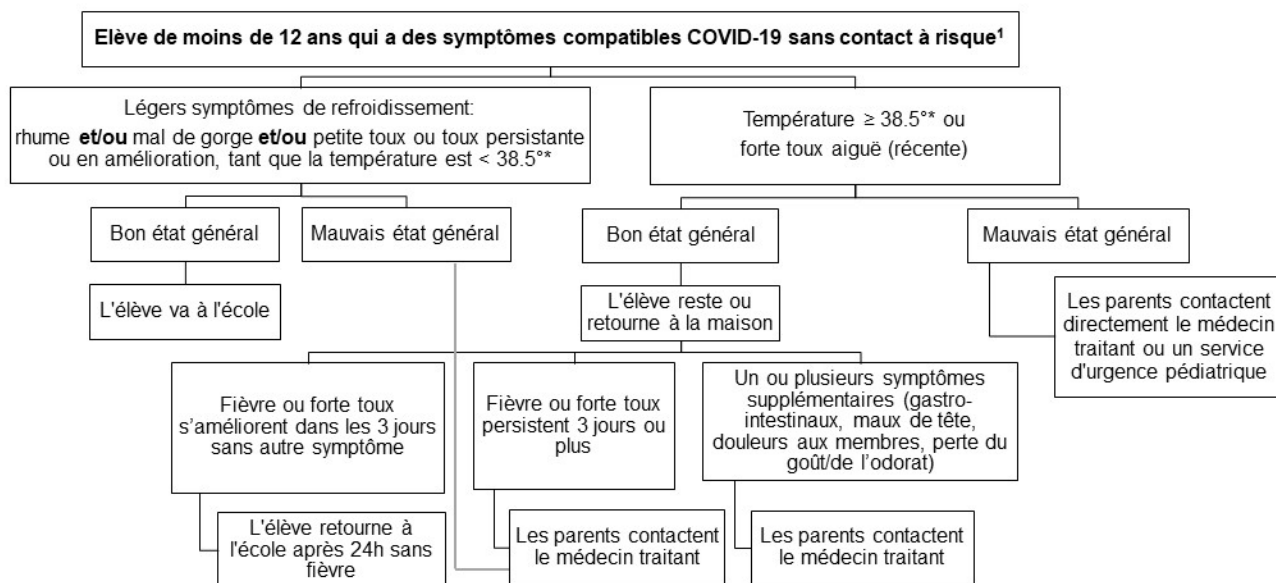 Elève de moins de 12 ans qui a des symptômes compatibles COVID-19 sans contact à risque¹
Légers symptômes de refroidissement:
rhume et/ou mal de gorge et/ou petite toux ou toux persistante
ou en amélioration, tant que la température est < 38.5°*
Température ≥ 38.5°* ou
forte toux aiguë (récente)
Bon état général
Mauvais état général
Bon état général
Mauvais état général
L'élève va à l'école
L'élève reste ou
retourne à la maison
Les parents contactent
directement le médecin
traitant ou un service
d'urgence pédiatrique
Fièvre ou forte toux
s’améliorent dans les 3 jours
sans autre symptôme
Fièvre ou forte toux
persistent 3 jours ou
plus
Un ou plusieurs symptômes
supplémentaires (gastro-
intestinaux, maux de tête,
douleurs aux membres, perte du
goût/de l’odorat)
L'élève retourne à
l'école après 24h sans
fièvre
Les parents contactent
le médecin traitant
Les parents contactent
le médecin traitant